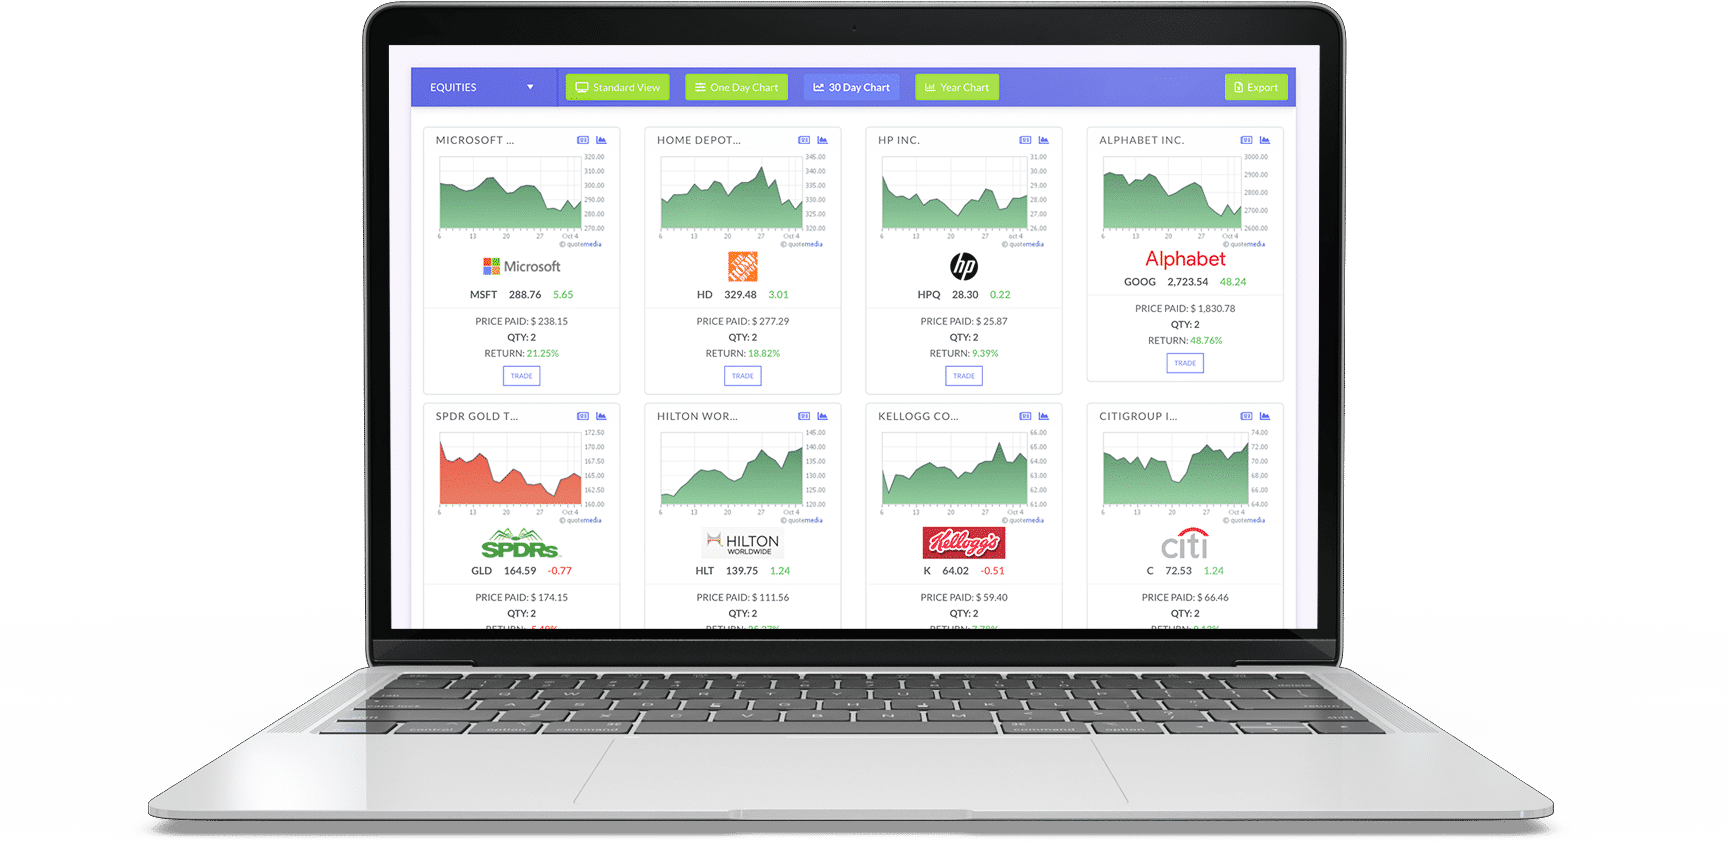 EQUITIES Standard View One Day Chart 30 Day Chart Year Chart Export
MICROSOFT ...
320.00
310.00
300.00
290.00
280.00
270.00
6 13 20 27 Oct 4
© quotemedia
Microsoft
MSFT 288.76 5.65
PRICE PAID: $ 238.15
QTY: 2
RETURN: 21.25%
TRADE
HOME DEPOT...
345.00
340.00
335.00
330.00
325.00
320.00
6 13 20 27 Oct 4
© quotemedia
THE HOME DEPOT
HD 329.48 3.01
PRICE PAID: $ 277.29
QTY: 2
RETURN: 18.82%
TRADE
HP INC.
31.00
30.00
29.00
28.00
27.00
26.00
6 13 20 27 oct 4
© quotemedia
hp
HPQ 28.30 0.22
PRICE PAID: $ 25.87
QTY: 2
RETURN: 9.39%
TRADE
ALPHABET INC.
3000.00
2900.00
2800.00
2700.00
2600.00
6 13 20 27 Oct 4
© quotemedia
Alphabet
GOOG 2,723.54 48.24
PRICE PAID: $ 1,830.78
QTY: 2
RETURN: 48.76%
TRADE
SPDR GOLD T...
172.50
170.00
167.50
165.00
162.50
160.00
6 13 20 27 Oct 4
© quotemedia
SPDRs
GLD 164.59 -0.77
PRICE PAID: $ 174.15
QTY: 2
RETURN: -5.49%
HILTON WOR...
145.00
140.00
135.00
130.00
125.00
120.00
6 13 20 27 Oct 4
© quotemedia
HILTON
WORLDWIDE
HLT 139.75 1.24
PRICE PAID: $ 111.56
QTY: 2
RETURN: 25.27%
KELLOGG CO...
66.00
65.00
64.00
63.00
62.00
61.00
6 13 20 27 Oct 4
© quotemedia
Kellogg's
K 64.02 -0.51
PRICE PAID: $ 59.40
QTY: 2
RETURN: 7.78%
CITIGROUP I...
74.00
72.00
70.00
68.00
66.00
64.00
6 13 20 27 Oct 4
© quotemedia
citi
C 72.53 1.24
PRICE PAID: $ 66.46
QTY: 2
RETURN: 9.13%